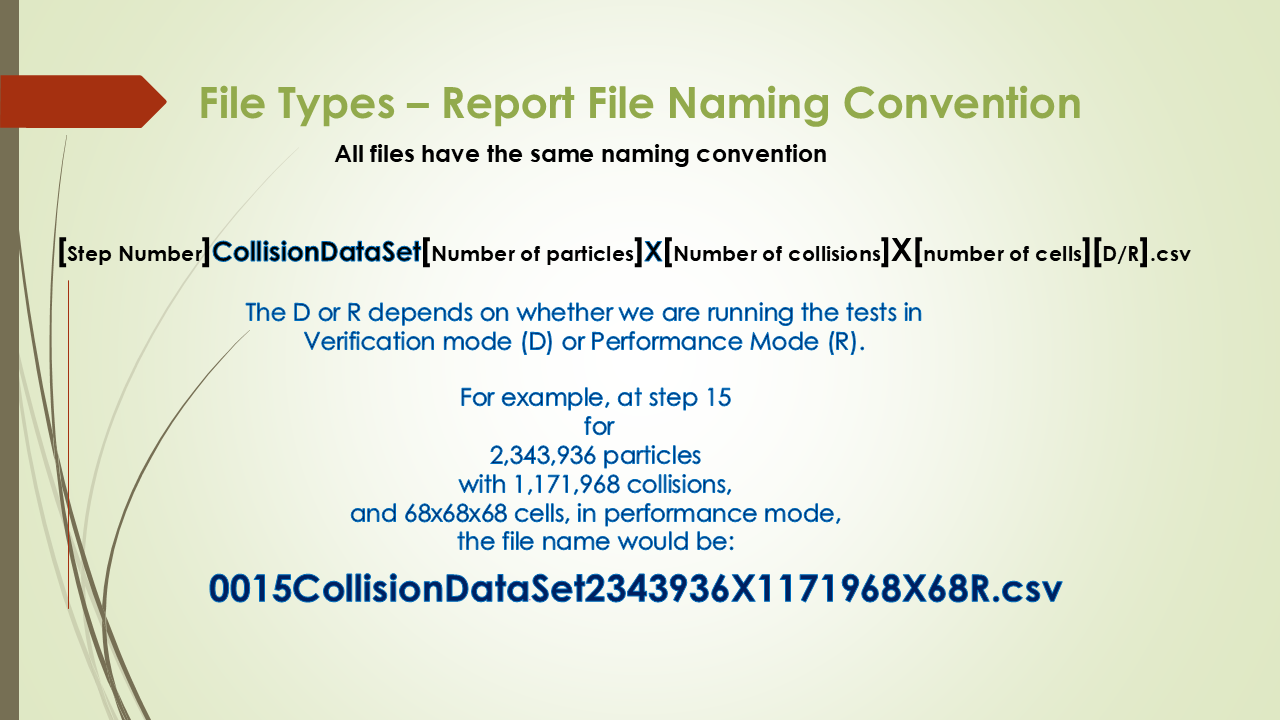 File Types – Report File Naming Convention
All files have the same naming convention
[Step Number]CollisionDataSet[Number of particles]X[Number of collisions]X[number of cells][D/R].csv
The D or R depends on whether we are running the tests in
Verification mode (D) or Performance Mode (R).
For example, at step 15
for
2,343,936 particles
with 1,171,968 collisions,
and 68x68x68 cells, in performance mode,
the file name would be:
0015CollisionDataSet2343936X1171968X68R.csv